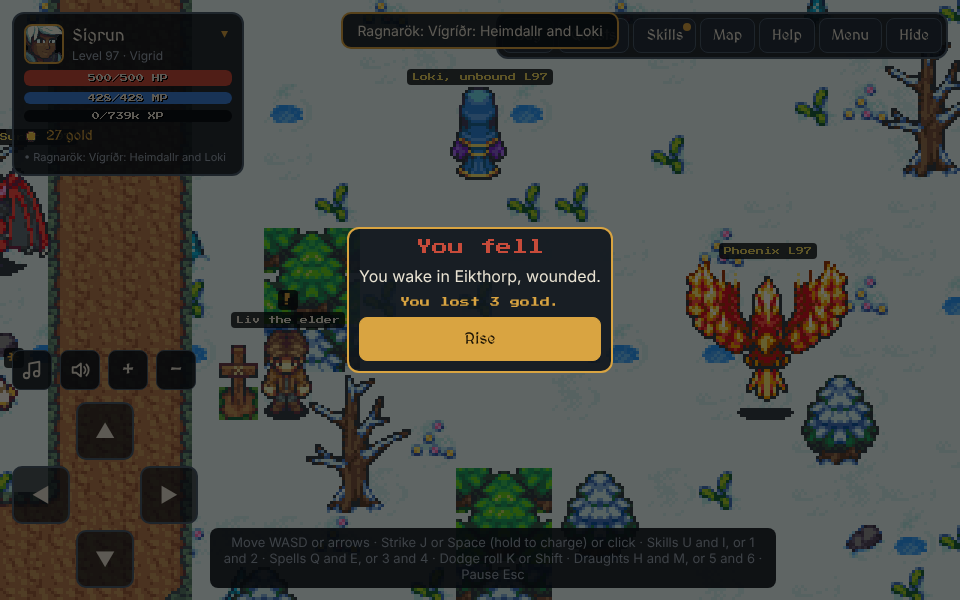 Sigrun
Level 97 · Vigrid
500/500 HP
428/428 MP
0/739k XP
27 gold
• Ragnarök: Vígríðr: Heimdallr and Loki
Ragnarök: Vígríðr: Heimdallr and Loki
Skills
Map
Help
Menu
Hide
Loki, unbound L97
Phoenix L97
!
Liv the elder
You fell
You wake in Eikthorp, wounded.
You lost 3 gold.
Rise
+
−
Move WASD or arrows · Strike J or Space (hold to charge) or click · Skills U and I, or 1
and 2 · Spells Q and E, or 3 and 4 · Dodge roll K or Shift · Draughts H and M, or 5 and 6 ·
Pause Esc